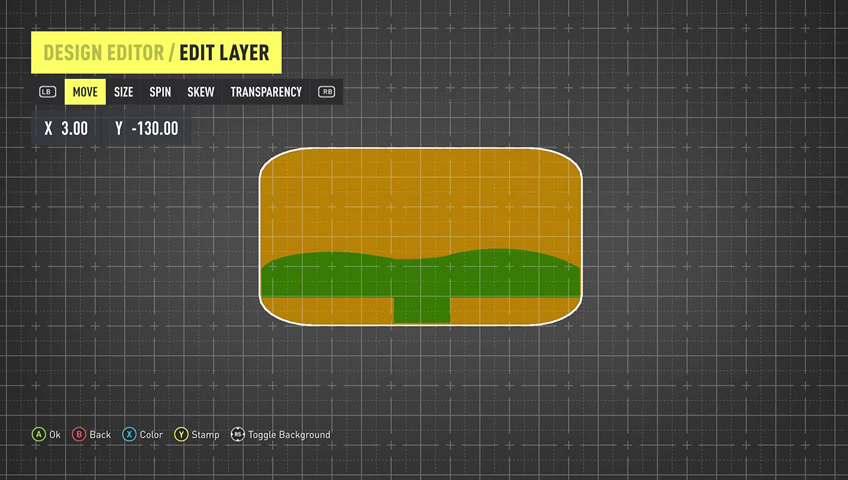 DESIGN EDITOR / EDIT LAYER
LB MOVE SIZE SPIN SKEW TRANSPARENCY RB
X 3.00 Y -130.00
A Ok B Back X Color Y Stamp RS Toggle Background